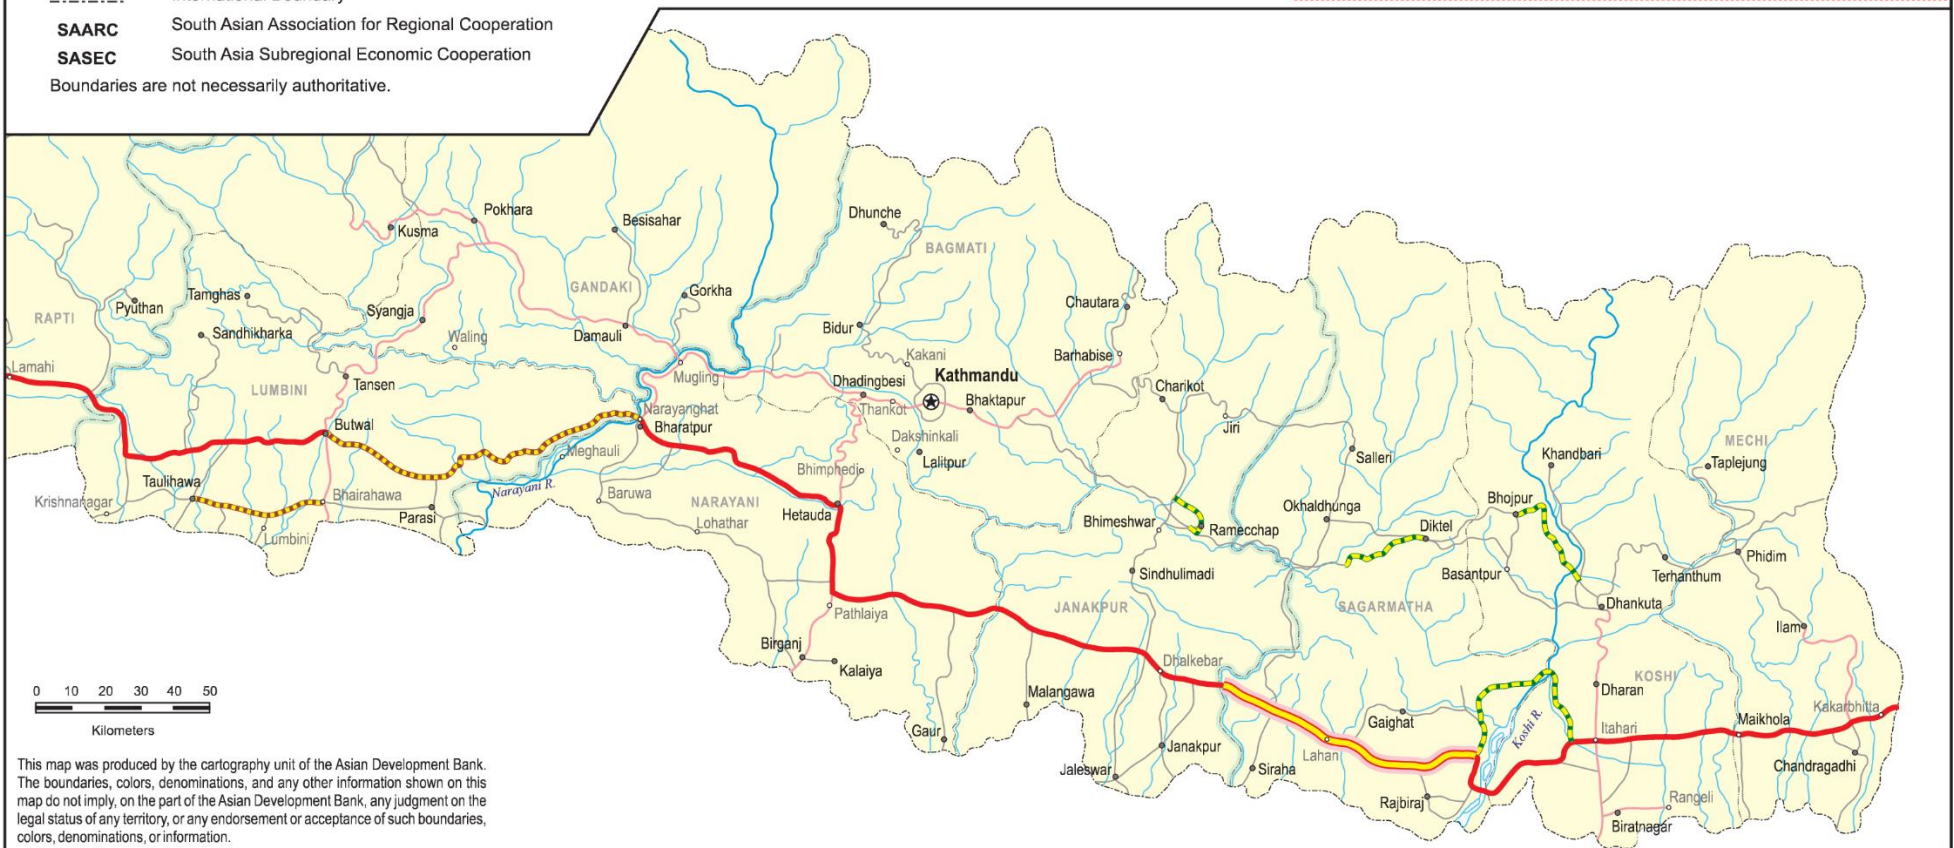 International Boundary
SAARC South Asian Association for Regional Cooperation
SASEC South Asia Subregional Economic Cooperation
Boundaries are not necessarily authoritative.
Pokhara
Kusma
Besisahar
Dhunche
BAGMATI
GANDAKI
Gorkha
Tamghas
Pyuthan
Syangja
Chautara
RAPTI
Sandhikharka
Waling
Damauli
Bidur
Kakani
Barhabise
Lamahi
LUMBINI
Tansen
Mugling
Dhadingbesi
Kathmandu
Charikot
Thankot
Bhaktapur
Narayanghat
Butwal
Bharatpur
Jiri
Dakshinkali
Lalitpur
Meghauli
Salleri
Khandbari
MECHI
Taplejung
Bhimphedi
Taulihawa
Krishnanagar
Bhairahawa
Narayani R.
Baruwa
NARAYANI
Parasi
Lohathar
Hetauda
Bhimeshwar
Ramecchap
Okhaldhunga
Diktel
Bhojpur
Lumbini
Sindhulimadi
Basantpur
Terhanthum
Phidim
Pathlaiya
JANAKPUR
SAGARMATHA
Dhankuta
Ilam
Birganj
Kalaiya
Dhalkebar
KOSHI
0 10 20 30 40 50
Kilometers
Malangawa
Dharan
Gaighat
Koshi R.
Itahari
Maikhola
Kakarbhitta
Gaur
Janakpur
Lahan
Jaleswar
Siraha
Chandragadhi
Rajbiraj
Rangeli
Biratnagar
This map was produced by the cartography unit of the Asian Development Bank.
The boundaries, colors, denominations, and any other information shown on this
map do not imply, on the part of the Asian Development Bank, any judgment on the
legal status of any territory, or any endorsement or acceptance of such boundaries,
colors, denominations, or information.